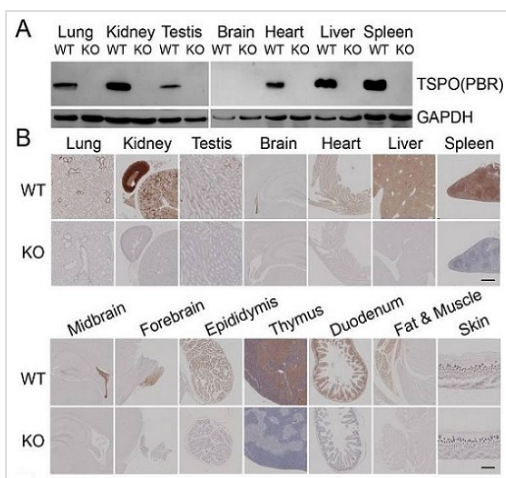 A
Lung Kidney Testis Brain Heart Liver Spleen
WT KO WT KO WT KO WT KO WT KO WT KO WT KO
TSPO(PBR)
GAPDH
B
Lung Kidney Testis Brain Heart Liver Spleen
WT
KO
Midbrain Forebrain Epididymis Thymus Duodenum Fat & Muscle Skin
WT
KO